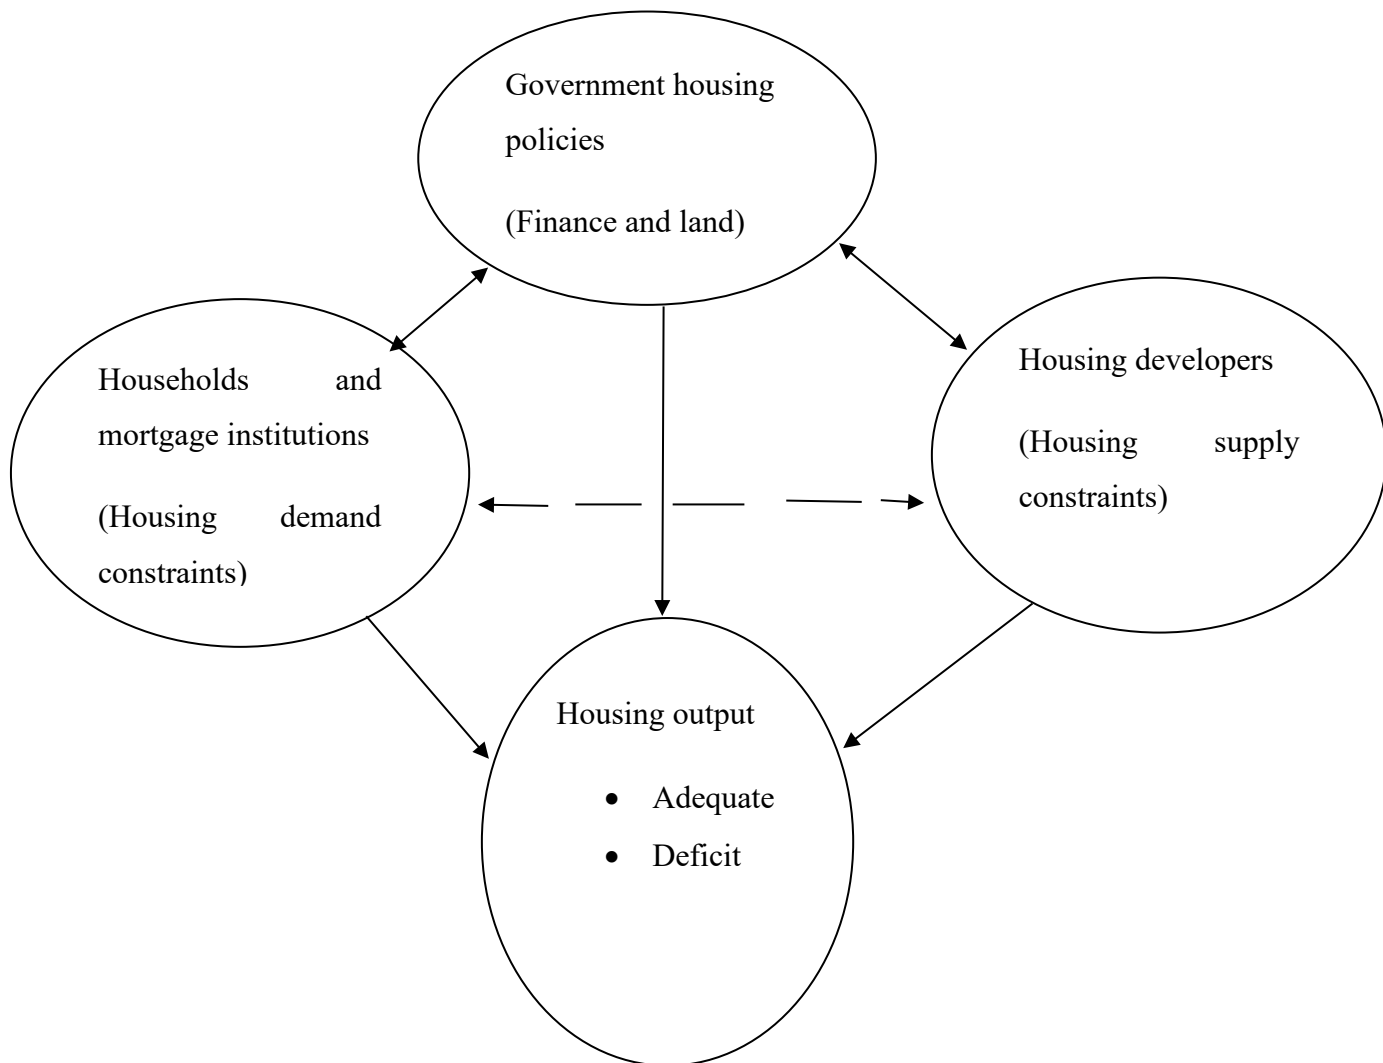 Government housing
policies
(Finance and land)
Households and
mortgage institutions
(Housing demand
constraints)
Housing developers
(Housing supply
constraints)
Housing output
• Adequate
• Deficit